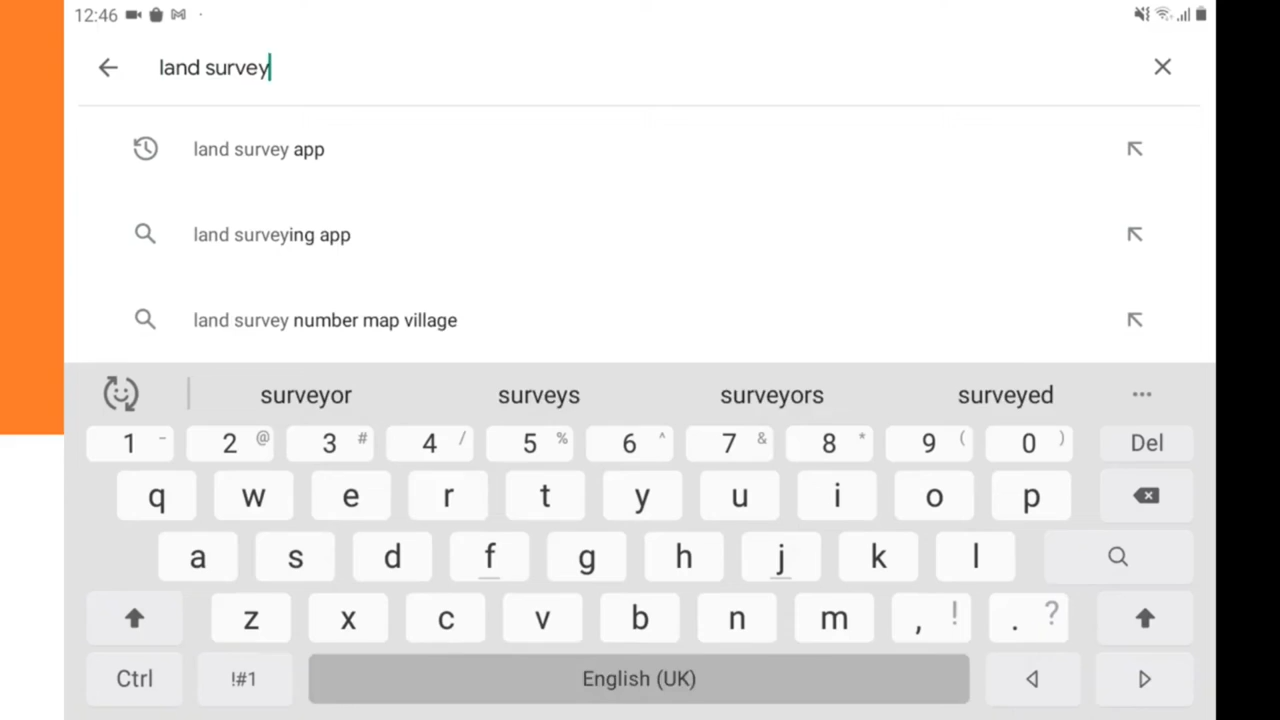 12:46
land survey
land survey app
land surveying app
land survey number map village
surveyor surveys surveyors surveyed ...
1 - 2 @ 3 # 4 / 5 % 6 ^ 7 & 8 * 9 ( 0 ) Del
q w e r t y u i o p
a s d f g h j k l
z x c v b n m , ! . ?
Ctrl !#1 English (UK)